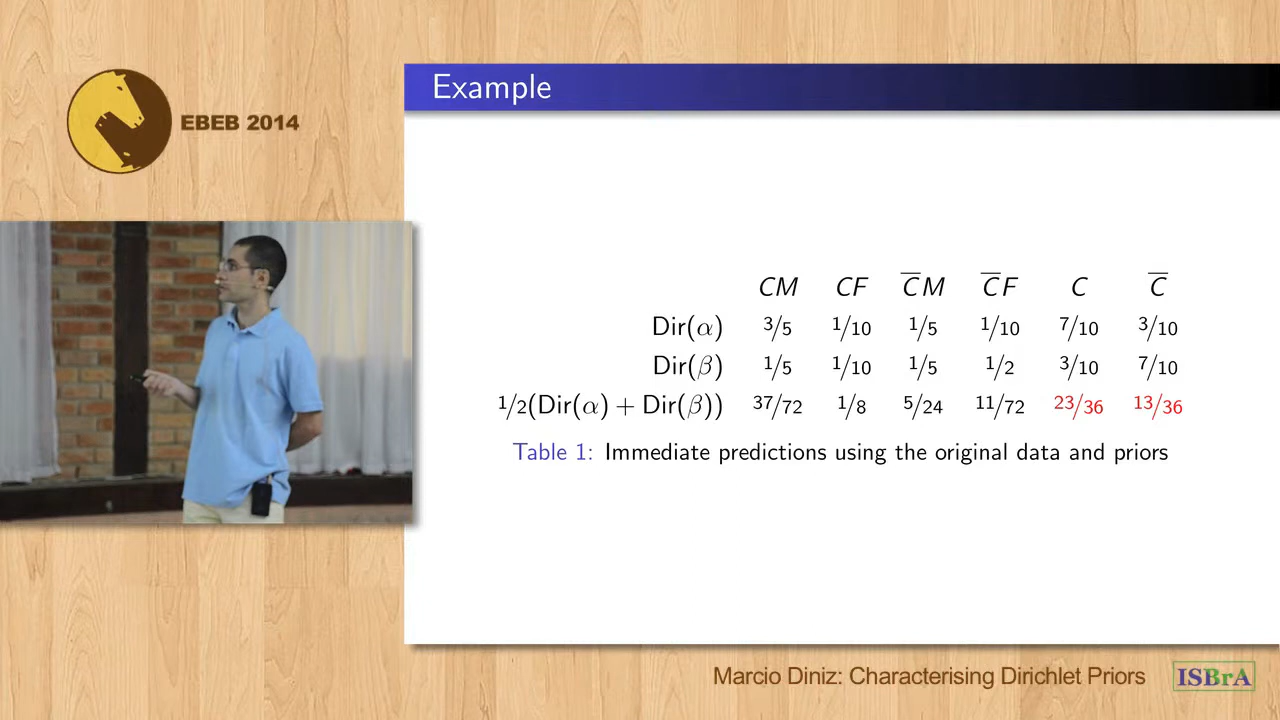 EBEB 2014
Example
CM CF C̅M C̅F C C̅
Dir(α) 3/5 1/10 1/5 1/10 7/10 3/10
Dir(β) 1/5 1/10 1/5 1/2 3/10 7/10
1/2(Dir(α) + Dir(β)) 37/72 1/8 5/24 11/72 23/36 13/36
Table 1: Immediate predictions using the original data and priors
Marcio Diniz: Characterising Dirichlet Priors ISBrA